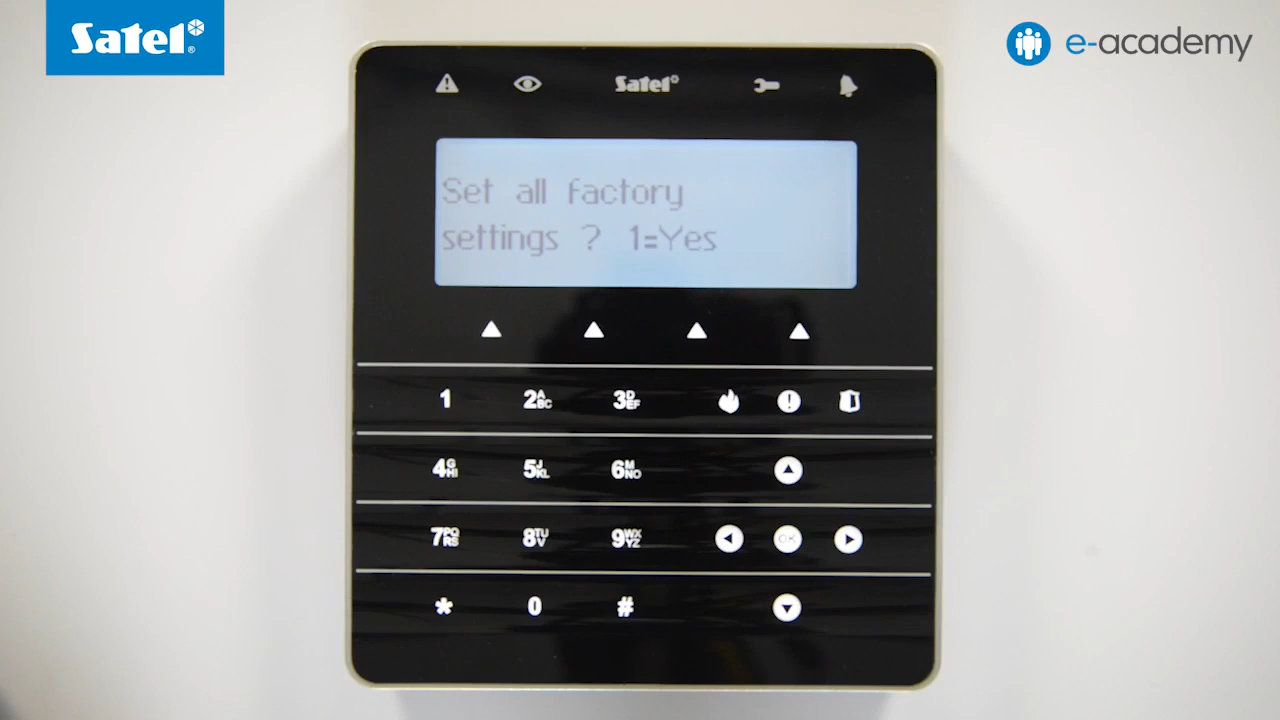 Satel®
e-academy
Satel
Set all factory
settings ? 1=Yes
1 2ABC 3DEF
4GHI 5JKL 6MNO
7PQRS 8TUV 9WXYZ OK
* 0 #